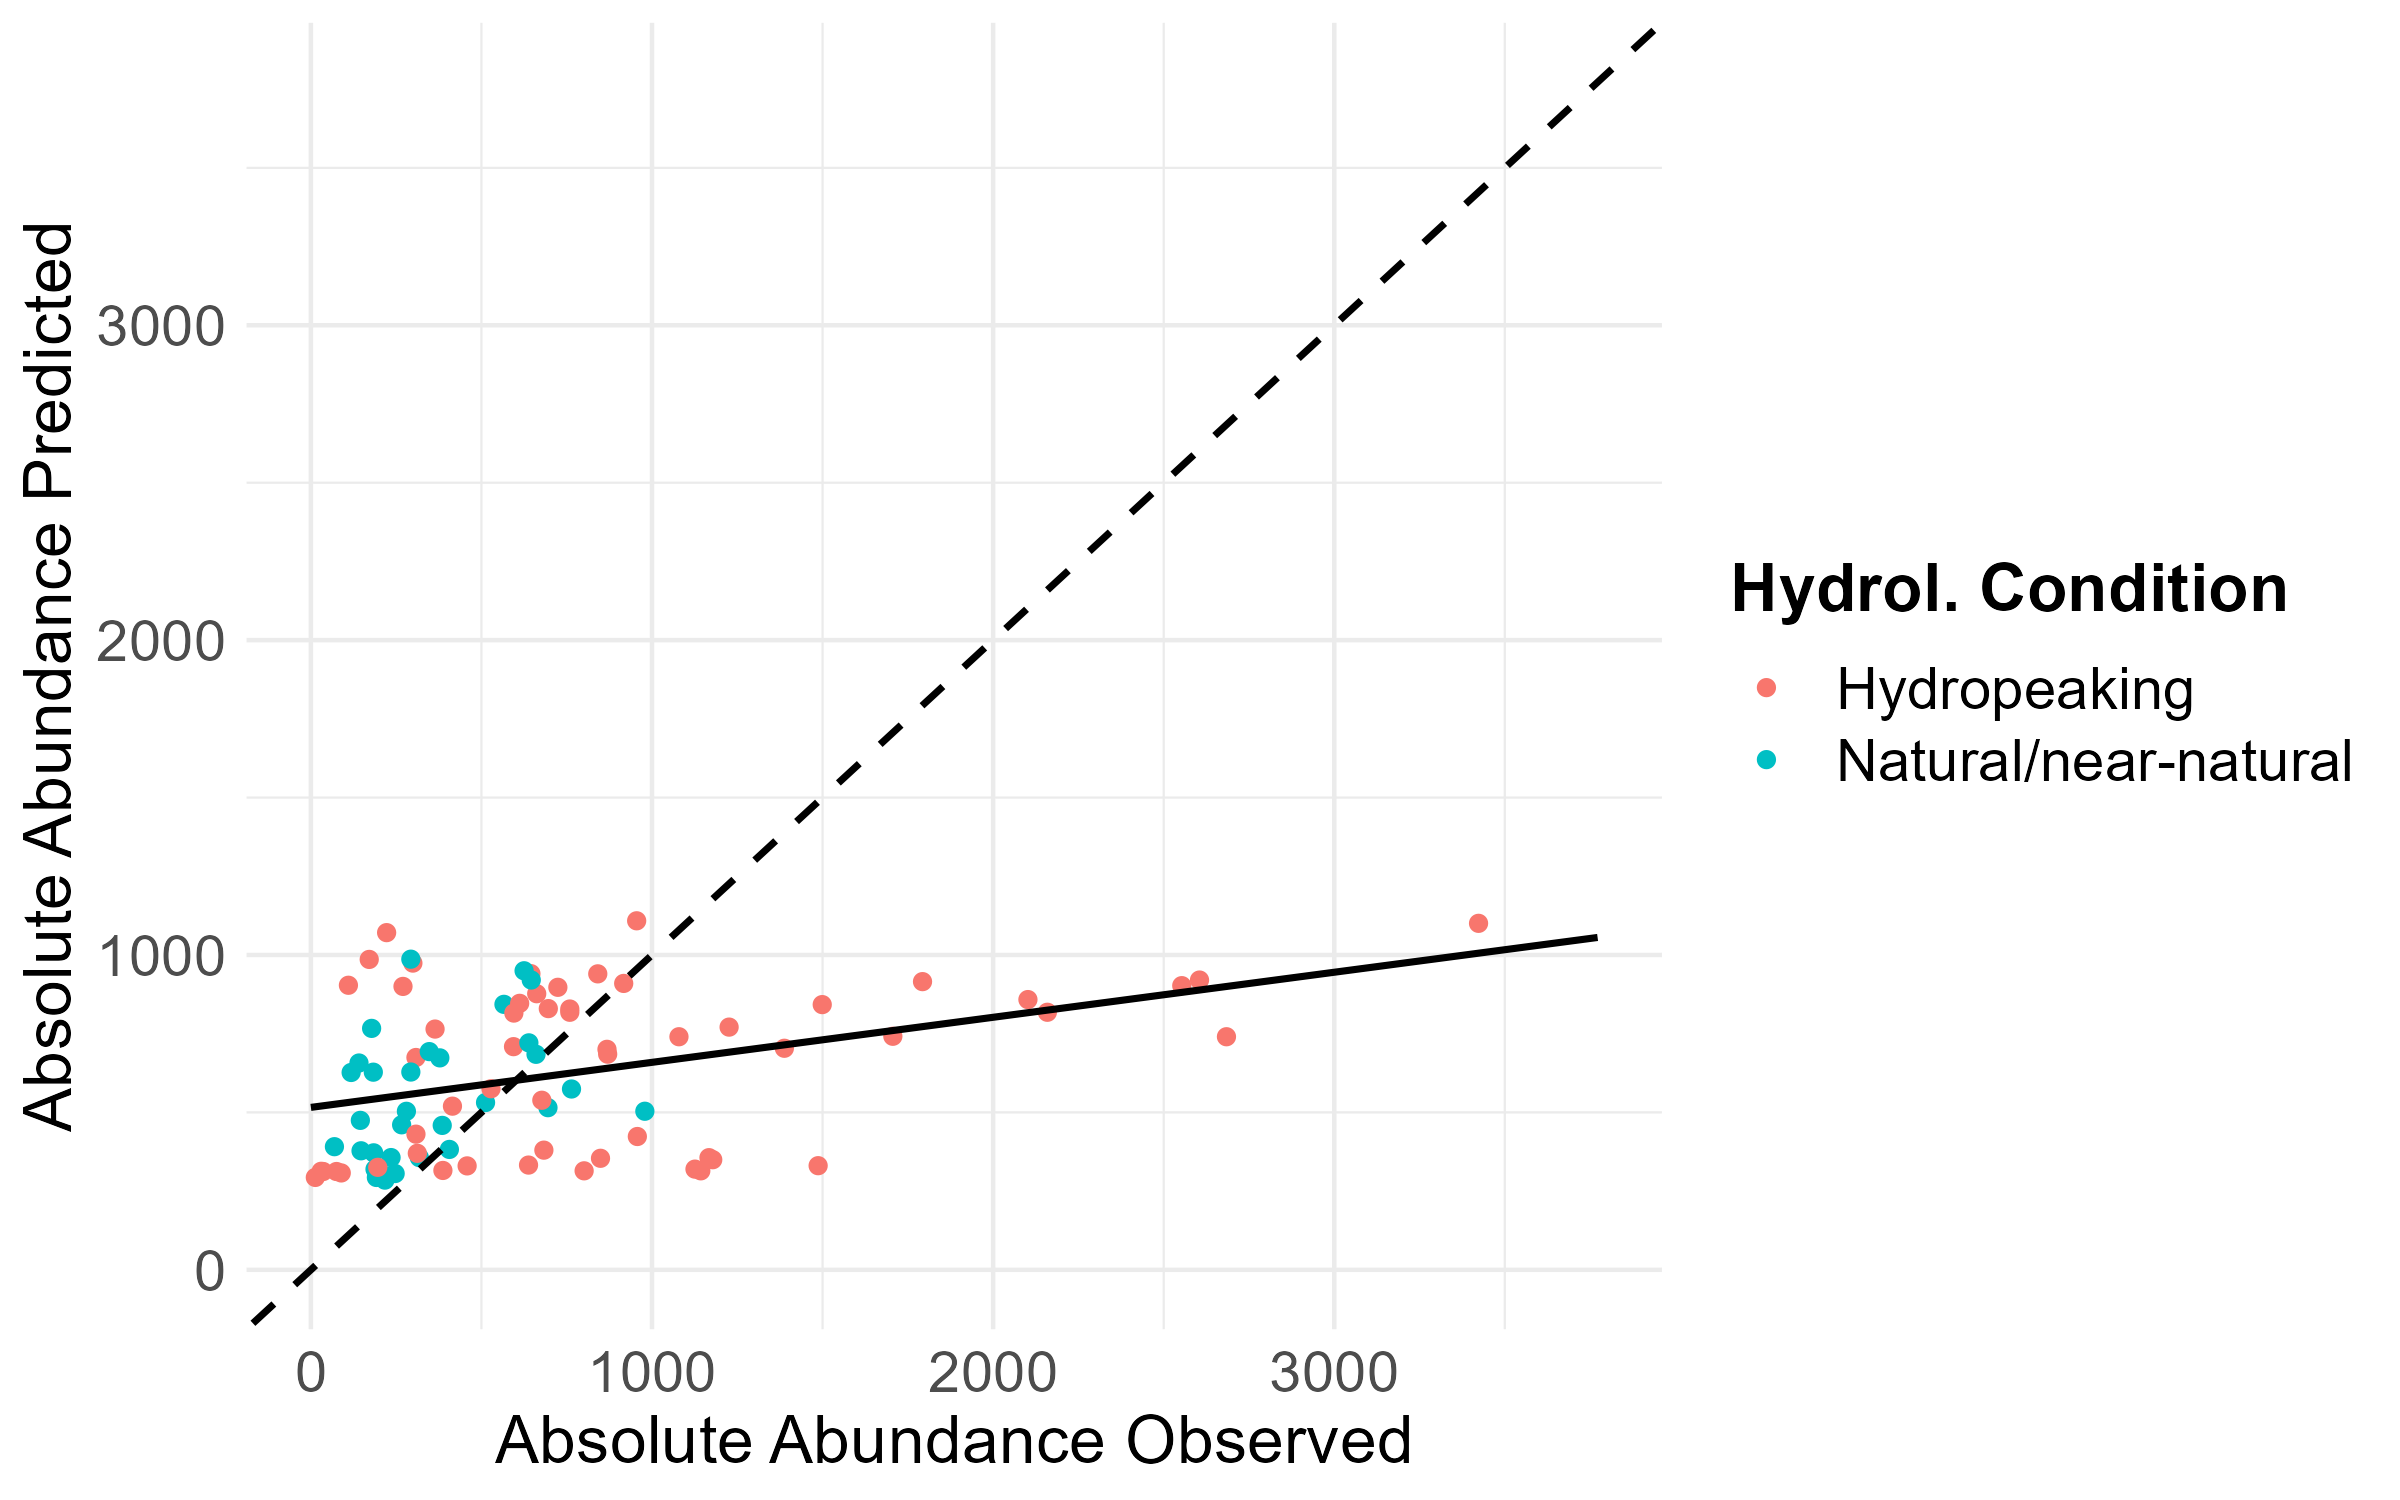 Absolute Abundance Predicted
3000
2000
1000
0
0 1000 2000 3000
Absolute Abundance Observed
Hydrol. Condition
Hydropeaking
Natural/near-natural